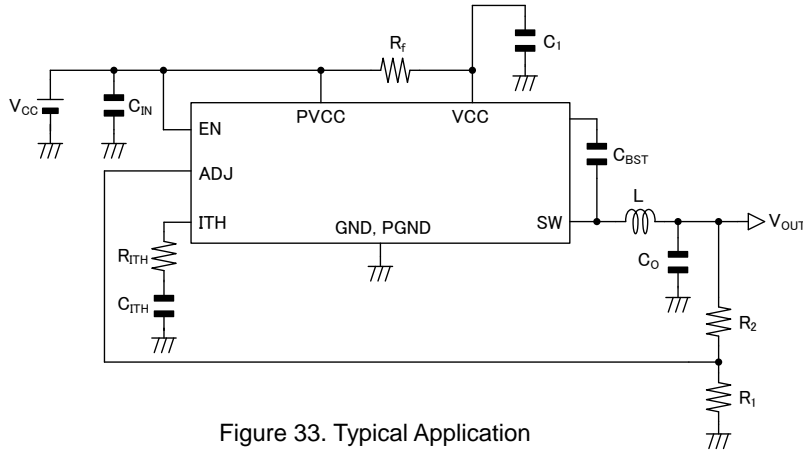 Rf
C1
VCC
CIN
EN
PVCC
VCC
CBST
ADJ
L
ITH
GND, PGND
SW
VOUT
RITH
CO
CITH
R2
R1
Figure 33. Typical Application